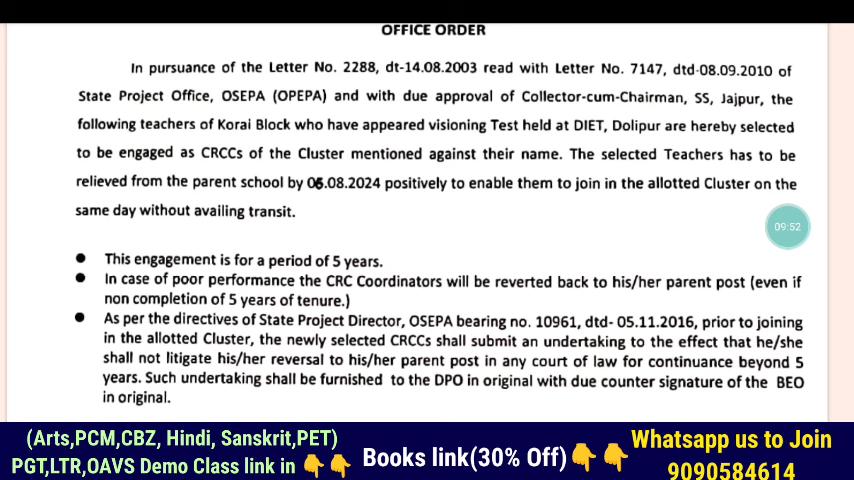 OFFICE ORDER
In pursuance of the Letter No. 2288, dt-14.08.2003 read with Letter No. 7147, dtd-08.09.2010 of
State Project Office, OSEPA (OPEPA) and with due approval of Collector-cum-Chairman, SS, Jajpur, the
following teachers of Korai Block who have appeared visioning Test held at DIET, Dolipur are hereby selected
to be engaged as CRCCs of the Cluster mentioned against their name. The selected Teachers has to be
relieved from the parent school by 06.08.2024 positively to enable them to join in the allotted Cluster on the
same day without availing transit.
09:52
● This engagement is for a period of 5 years.
● In case of poor performance the CRC Coordinators will be reverted back to his/her parent post (even if
non completion of 5 years of tenure.)
● As per the directives of State Project Director, OSEPA bearing no. 10961, dtd- 05.11.2016, prior to joining
in the allotted Cluster, the newly selected CRCCs shall submit an undertaking to the effect that he/she
shall not litigate his/her reversal to his/her parent post in any court of law for continuance beyond 5
years. Such undertaking shall be furnished to the DPO in original with due counter signature of the BEO
in original.
(Arts,PCM,CBZ, Hindi, Sanskrit,PET)
PGT,LTR,OAVS Demo Class link in 👇👇
Books link(30% Off)👇👇
Whatsapp us to Join
9090584614